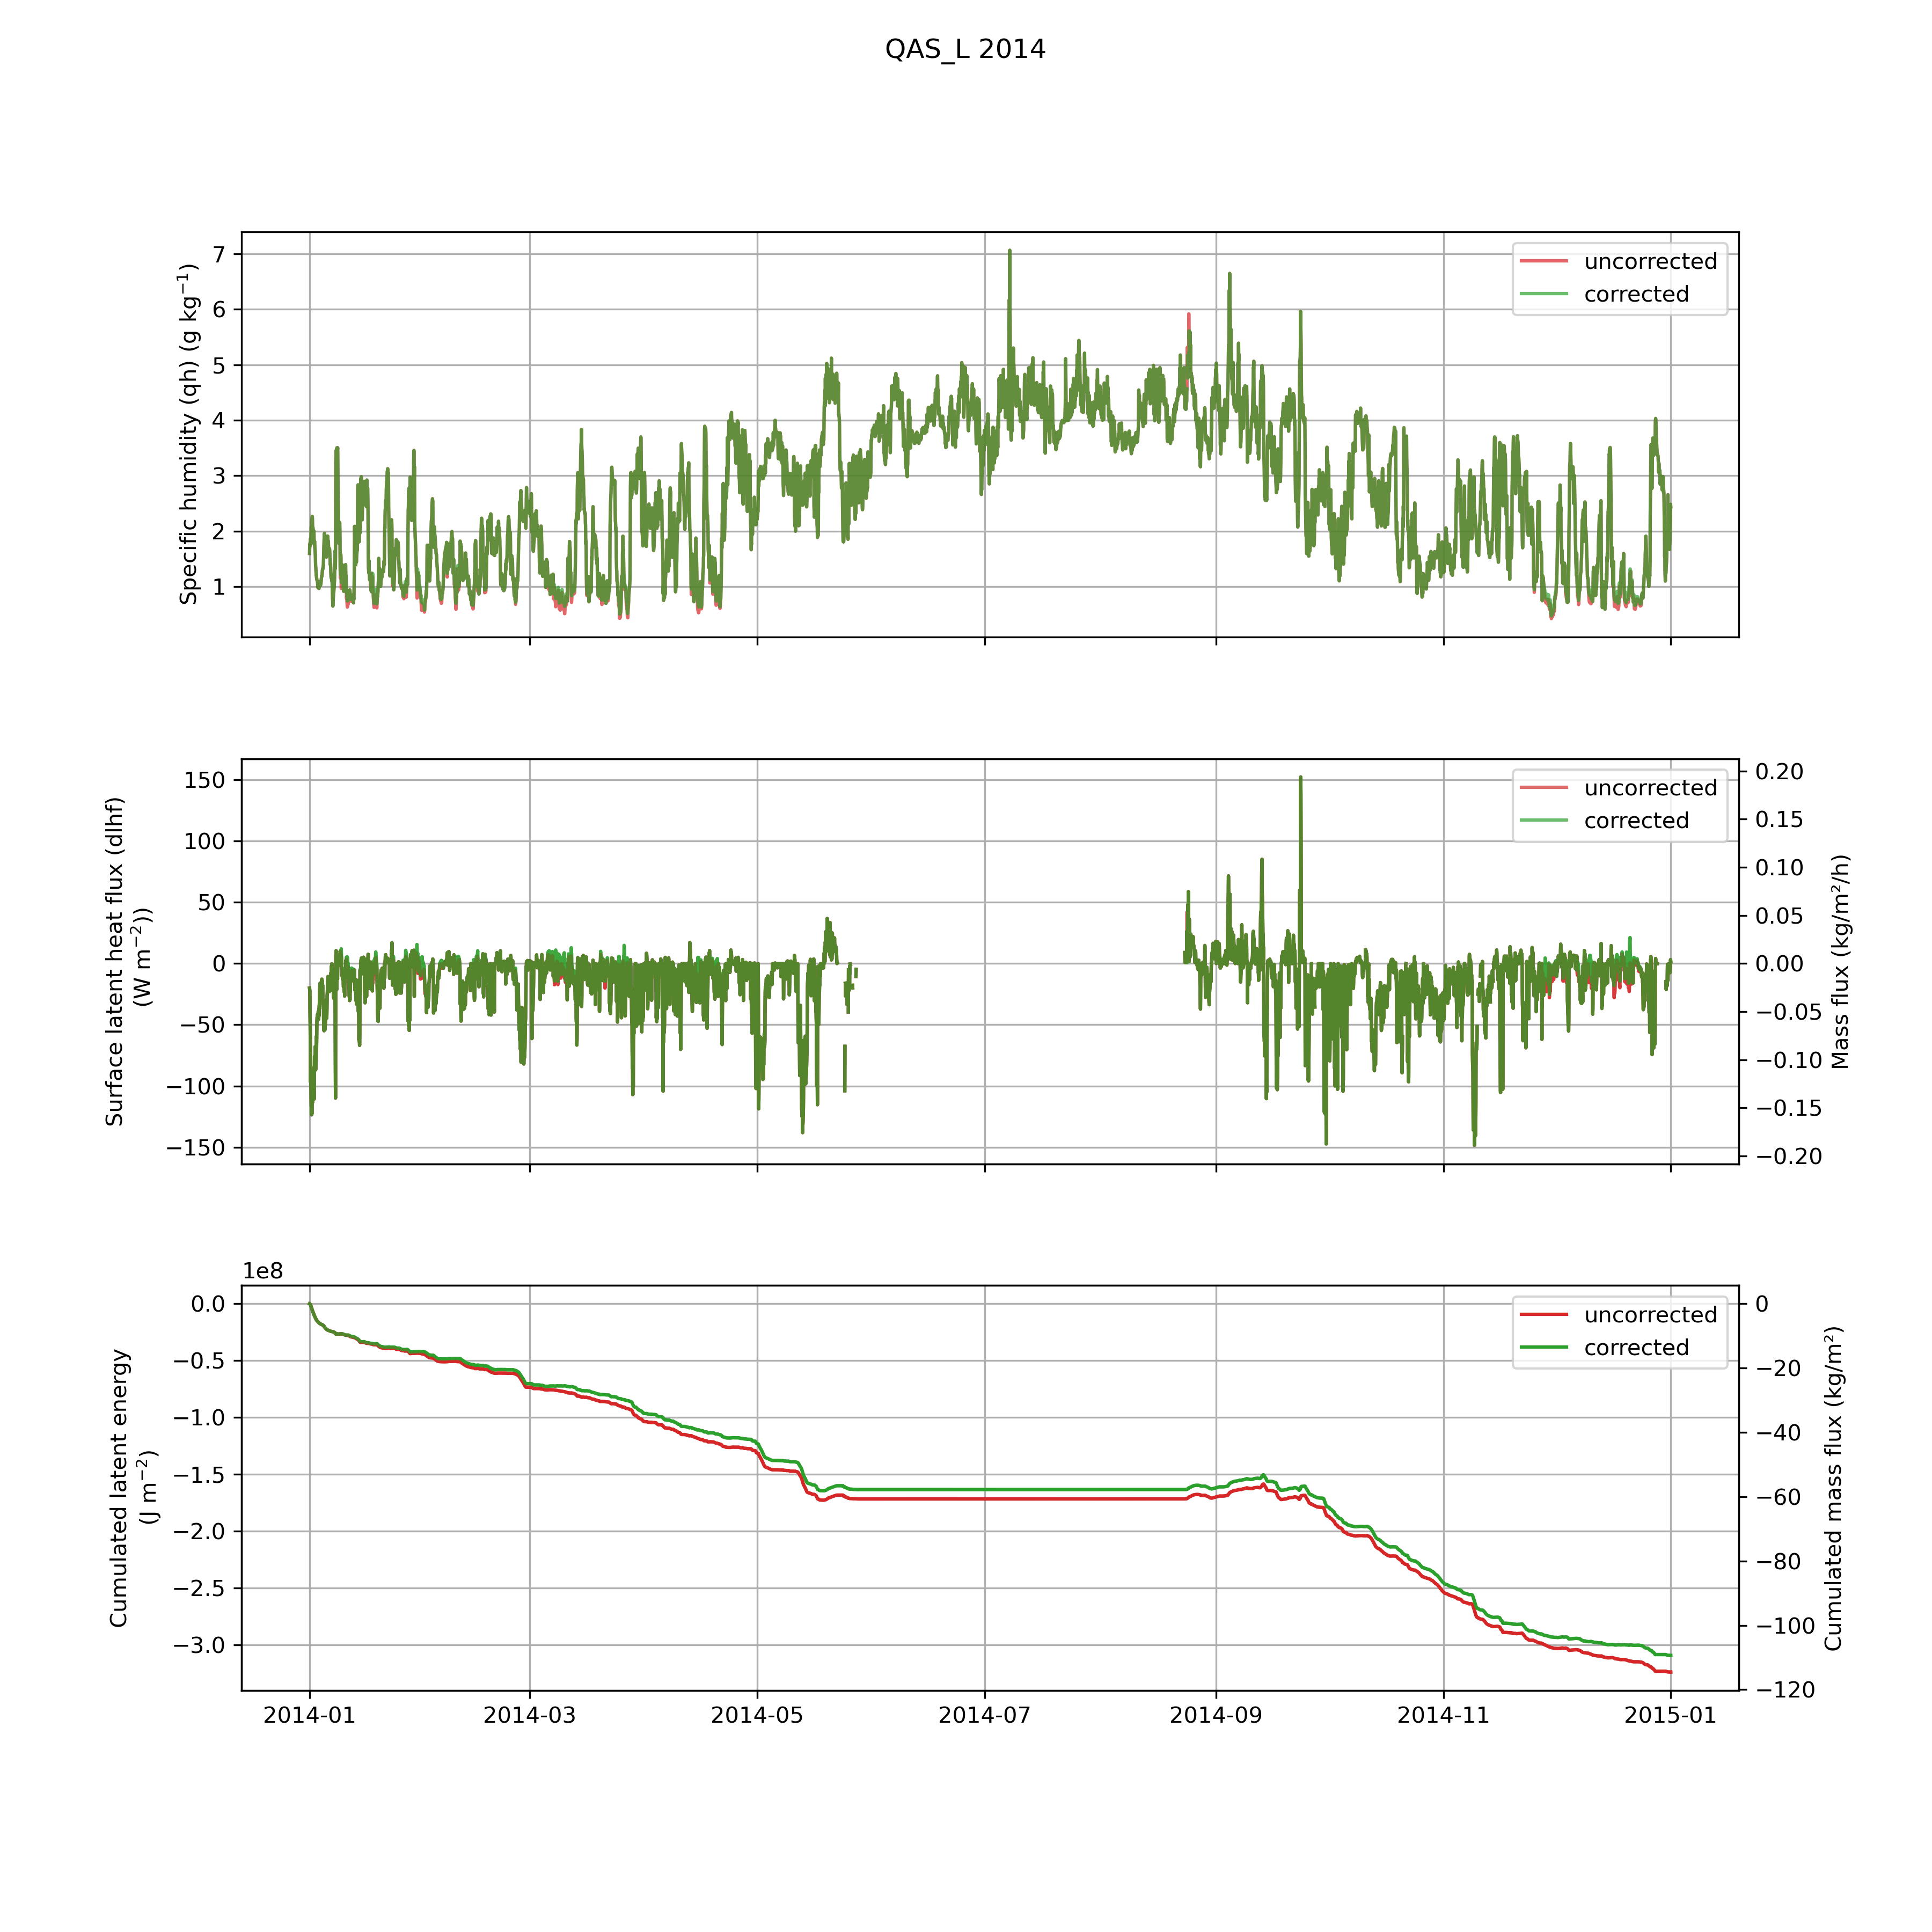 QAS_L 2014
Specific humidity (qh) (g kg⁻¹)
7
6
5
4
3
2
1
uncorrected
corrected
Surface latent heat flux (dlhf)
(W m⁻²))
150
100
50
0
−50
−100
−150
uncorrected
corrected
0.20
0.15
0.10
0.05
0.00
−0.05
−0.10
−0.15
−0.20
Mass flux (kg/m²/h)
1e8
Cumulated latent energy
(J m⁻²)
0.0
−0.5
−1.0
−1.5
−2.0
−2.5
−3.0
uncorrected
corrected
0
−20
−40
−60
−80
−100
−120
Cumulated mass flux (kg/m²)
2014-01 2014-03 2014-05 2014-07 2014-09 2014-11 2015-01